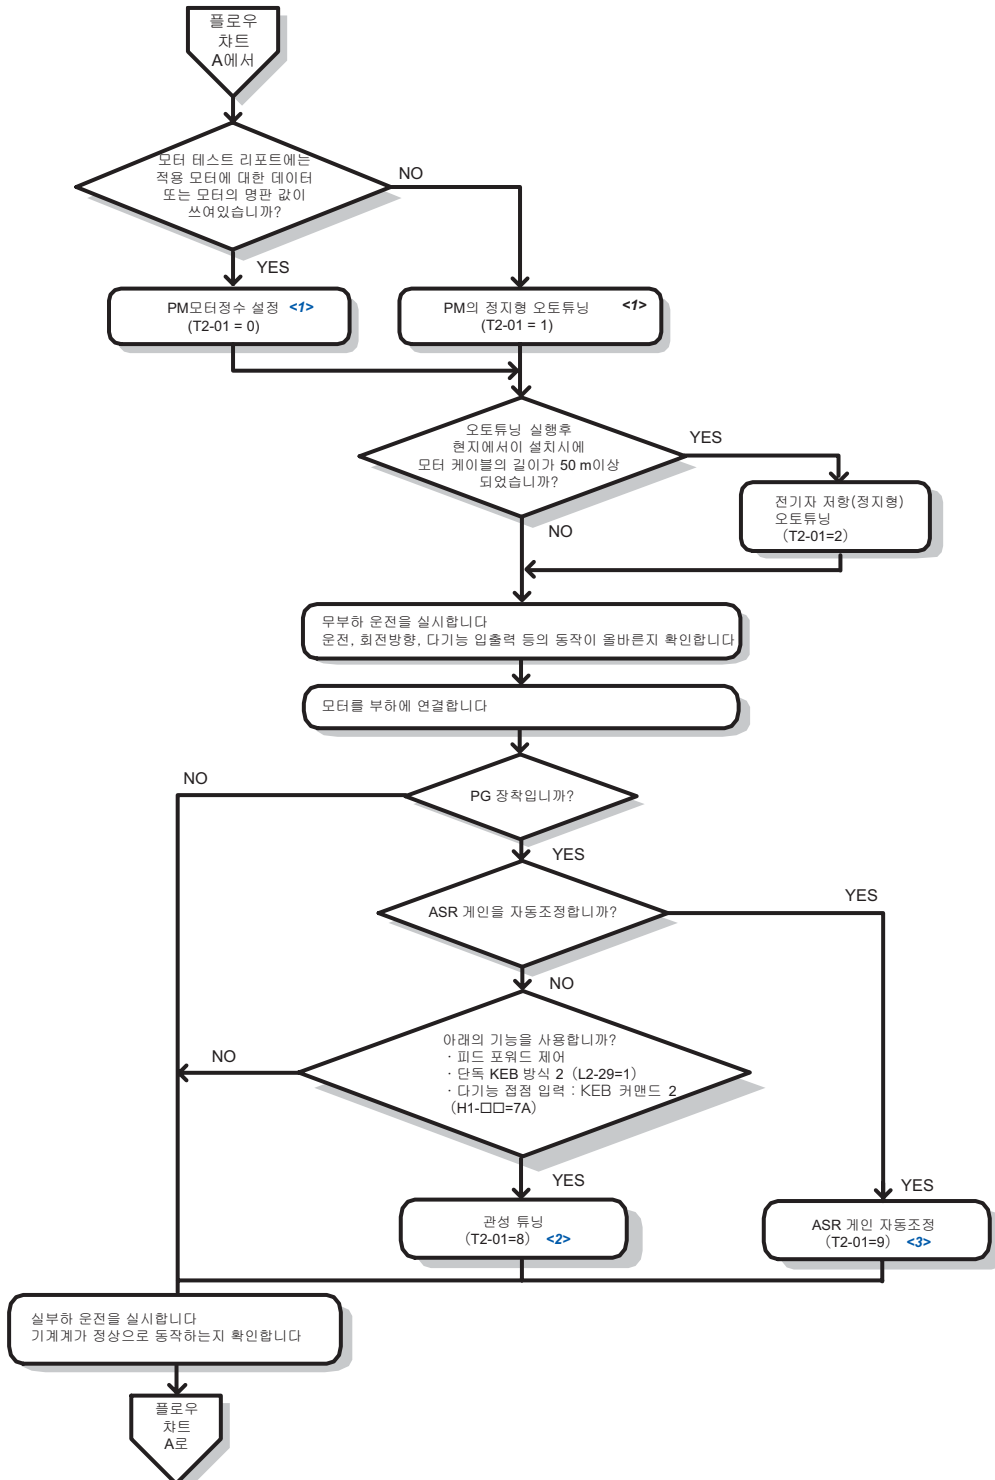 플로우
챠트
A에서
모터 테스트 리포트에는
적용 모터에 대한 데이터
또는 모터의 명판 값이
쓰여있습니까?
NO
YES
PM모터정수 설정 <1>
(T2-01 = 0)
PM의 정지형 오토튜닝 <1>
(T2-01 = 1)
오토튜닝 실행후
현지에서이 설치시에
모터 케이블의 길이가 50 m이상
되었습니까?
YES
NO
전기자 저항(정지형)
오토튜닝
(T2-01=2)
무부하 운전을 실시합니다
운전, 회전방향, 다기능 입출력 등의 동작이 올바른지 확인합니다
모터를 부하에 연결합니다
NO
PG 장착입니까?
YES
ASR 게인을 자동조정합니까?
YES
NO
아래의 기능을 사용합니까?
· 피드 포워드 제어
· 단독 KEB 방식 2 (L2-29=1)
· 다기능 접점 입력 : KEB 커맨드 2
(H1-□□=7A)
NO
YES
YES
관성 튜닝
(T2-01=8) <2>
ASR 게인 자동조정
(T2-01=9) <3>
실부하 운전을 실시합니다
기계계가 정상으로 동작하는지 확인합니다
플로우
챠트
A로